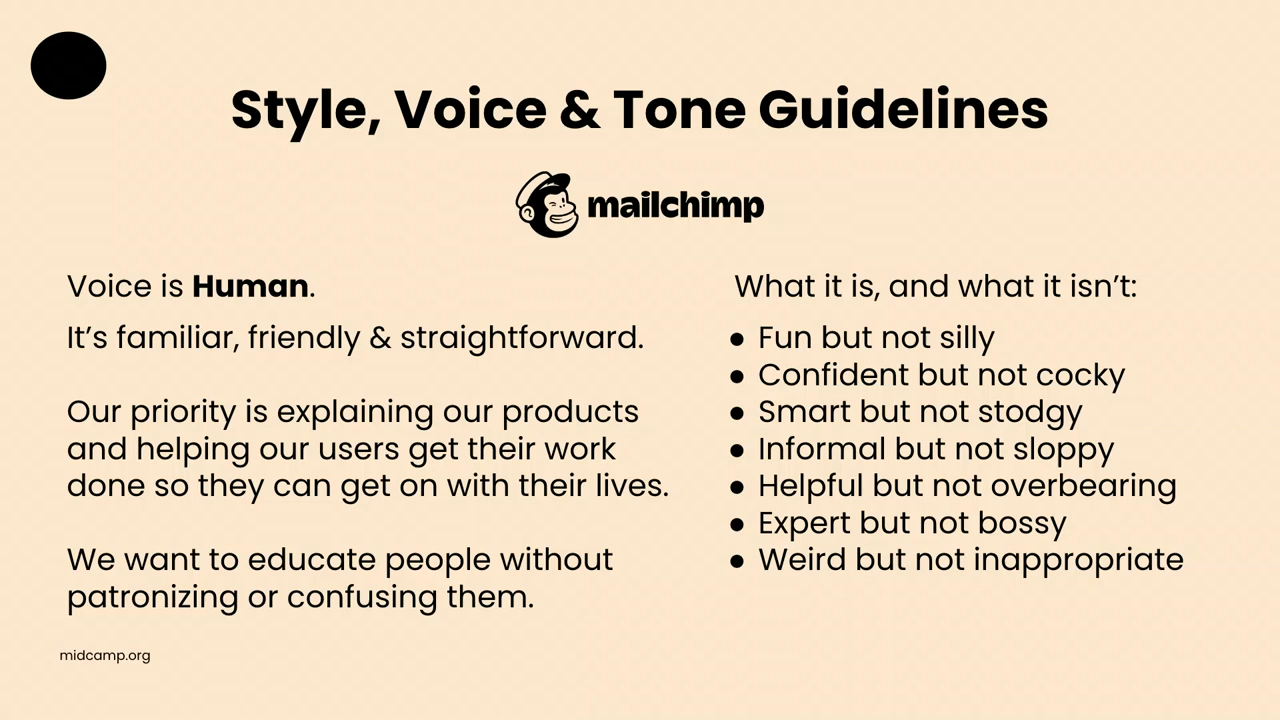 Style, Voice & Tone Guidelines
mailchimp
Voice is Human.
It’s familiar, friendly & straightforward.
Our priority is explaining our products
and helping our users get their work
done so they can get on with their lives.
We want to educate people without
patronizing or confusing them.
What it is, and what it isn’t:
● Fun but not silly
● Confident but not cocky
● Smart but not stodgy
● Informal but not sloppy
● Helpful but not overbearing
● Expert but not bossy
● Weird but not inappropriate
midcamp.org